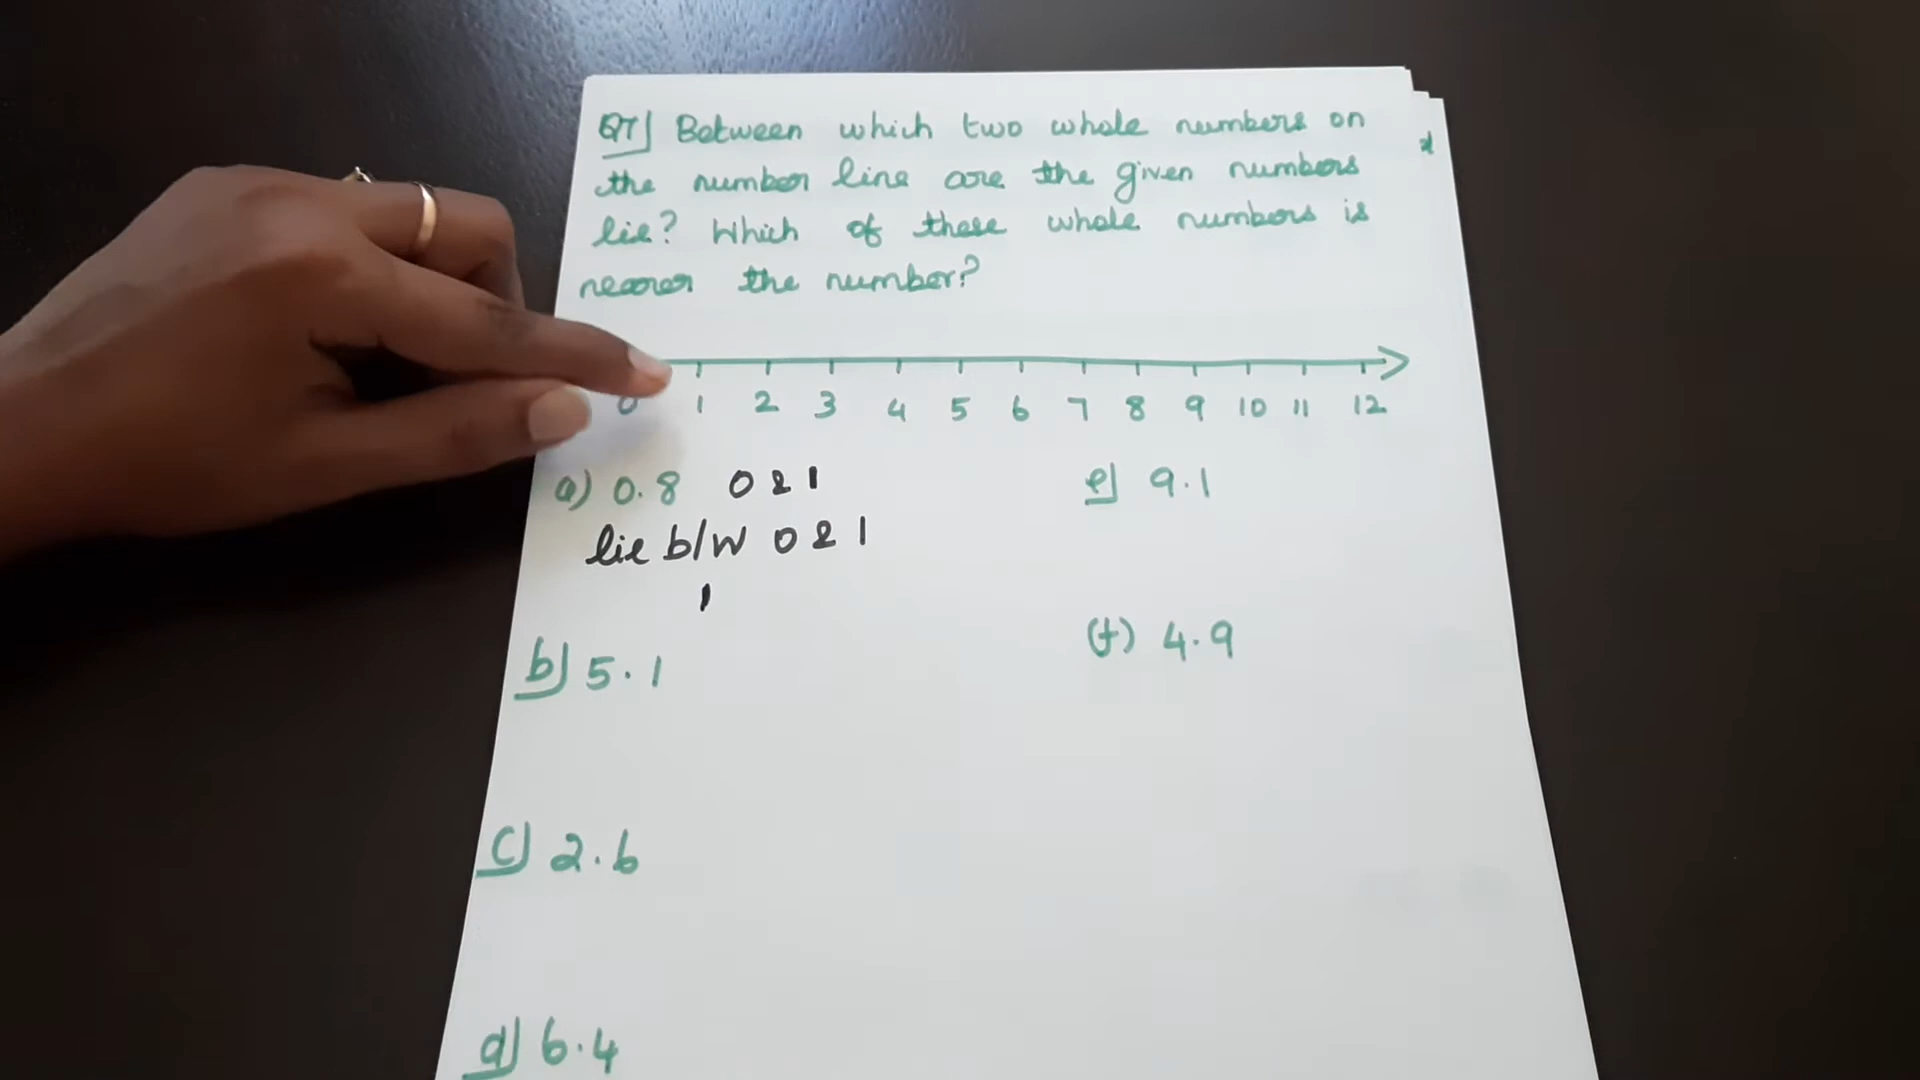 Q7] Between which two whole numbers on
the number line are the given numbers
lie? Which of these whole numbers is
nearer the number?
0 1 2 3 4 5 6 7 8 9 10 11 12
a) 0.8 0 & 1
lie b/w 0 & 1
1
b] 5.1
c] 2.6
d] 6.4
e] 9.1
(f) 4.9